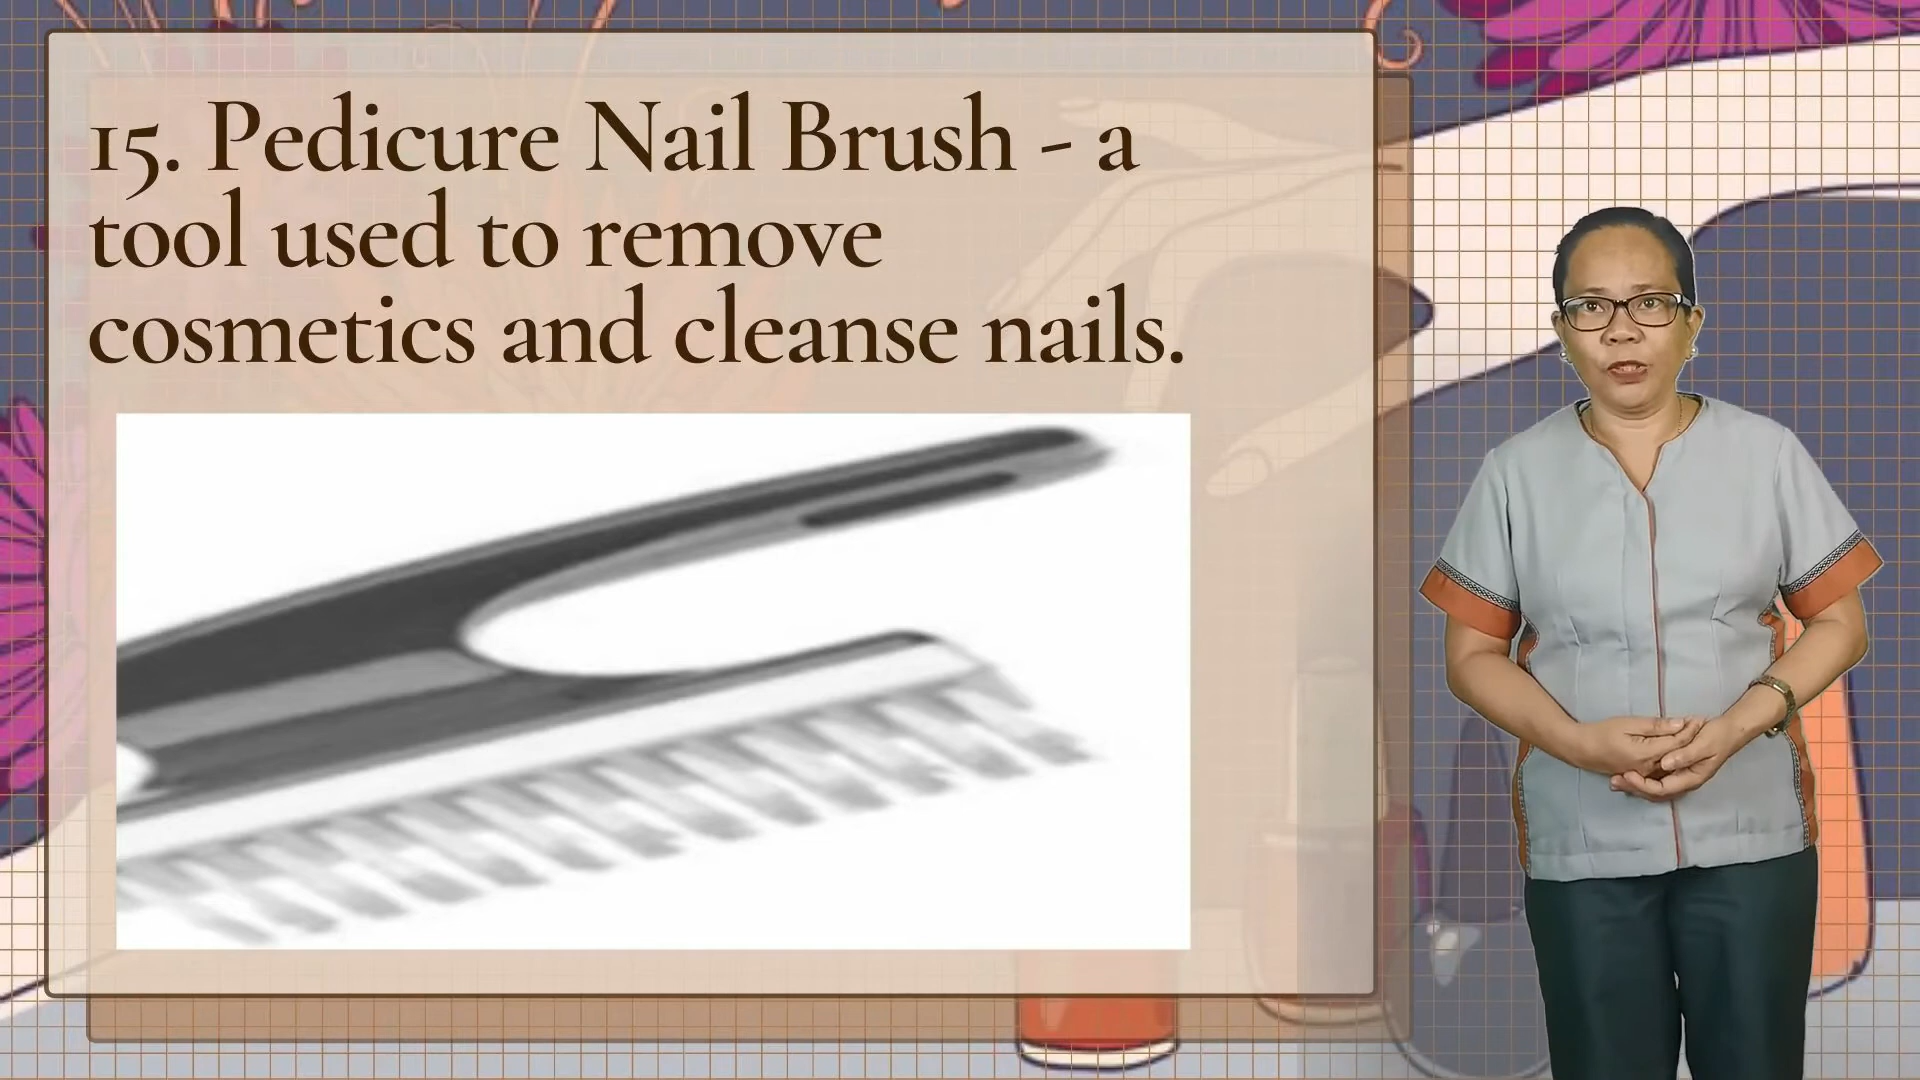 15. Pedicure Nail Brush - a
tool used to remove
cosmetics and cleanse nails.